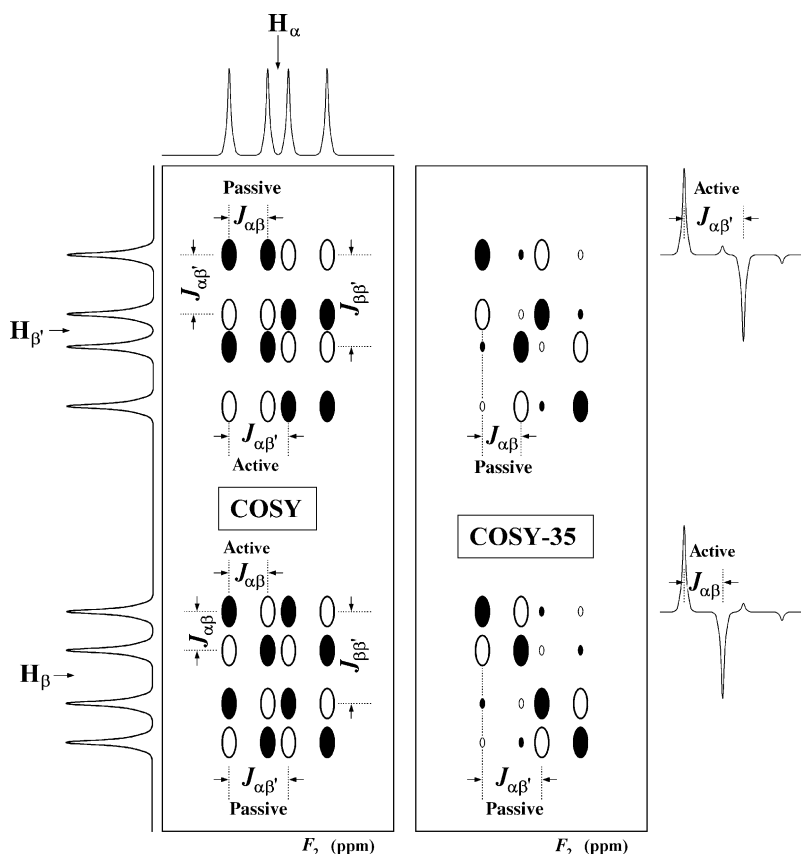 Hα
Passive
Jαβ
Jαβ'
Jββ'
Hβ'
Jαβ'
Active
COSY
Active
Jαβ
Jαβ
Jββ'
Hβ
Jαβ'
Passive
F2 (ppm)
Jαβ
Passive
COSY-35
Jαβ'
Passive
F2 (ppm)
Active
Jαβ'
Active
Jαβ